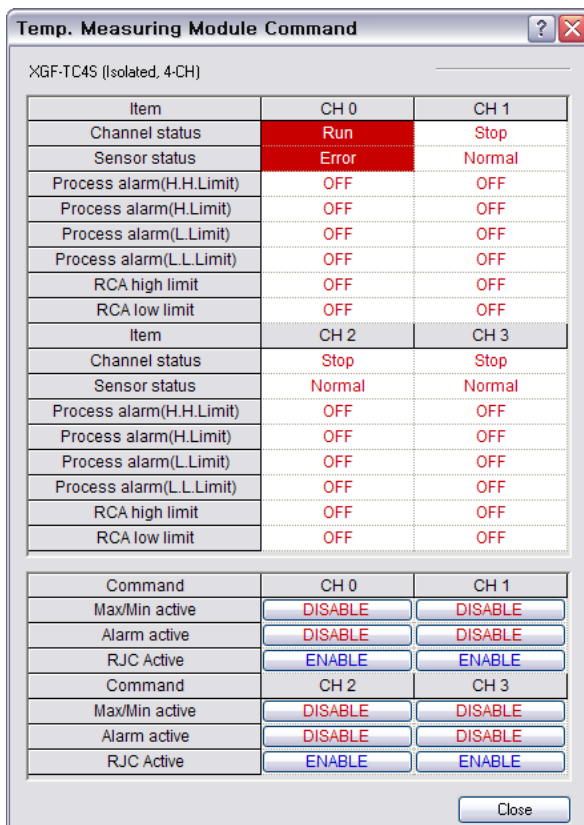 Temp. Measuring Module Command ? X
XGF-TC4S (Isolated, 4-CH)
Item CH 0 CH 1
Channel status Run Stop
Sensor status Error Normal
Process alarm(H.H.Limit) OFF OFF
Process alarm(H.Limit) OFF OFF
Process alarm(L.Limit) OFF OFF
Process alarm(L.L.Limit) OFF OFF
RCA high limit OFF OFF
RCA low limit OFF OFF
Item CH 2 CH 3
Channel status Stop Stop
Sensor status Normal Normal
Process alarm(H.H.Limit) OFF OFF
Process alarm(H.Limit) OFF OFF
Process alarm(L.Limit) OFF OFF
Process alarm(L.L.Limit) OFF OFF
RCA high limit OFF OFF
RCA low limit OFF OFF
Command CH 0 CH 1
Max/Min active DISABLE DISABLE
Alarm active DISABLE DISABLE
RJC Active ENABLE ENABLE
Command CH 2 CH 3
Max/Min active DISABLE DISABLE
Alarm active DISABLE DISABLE
RJC Active ENABLE ENABLE
Close